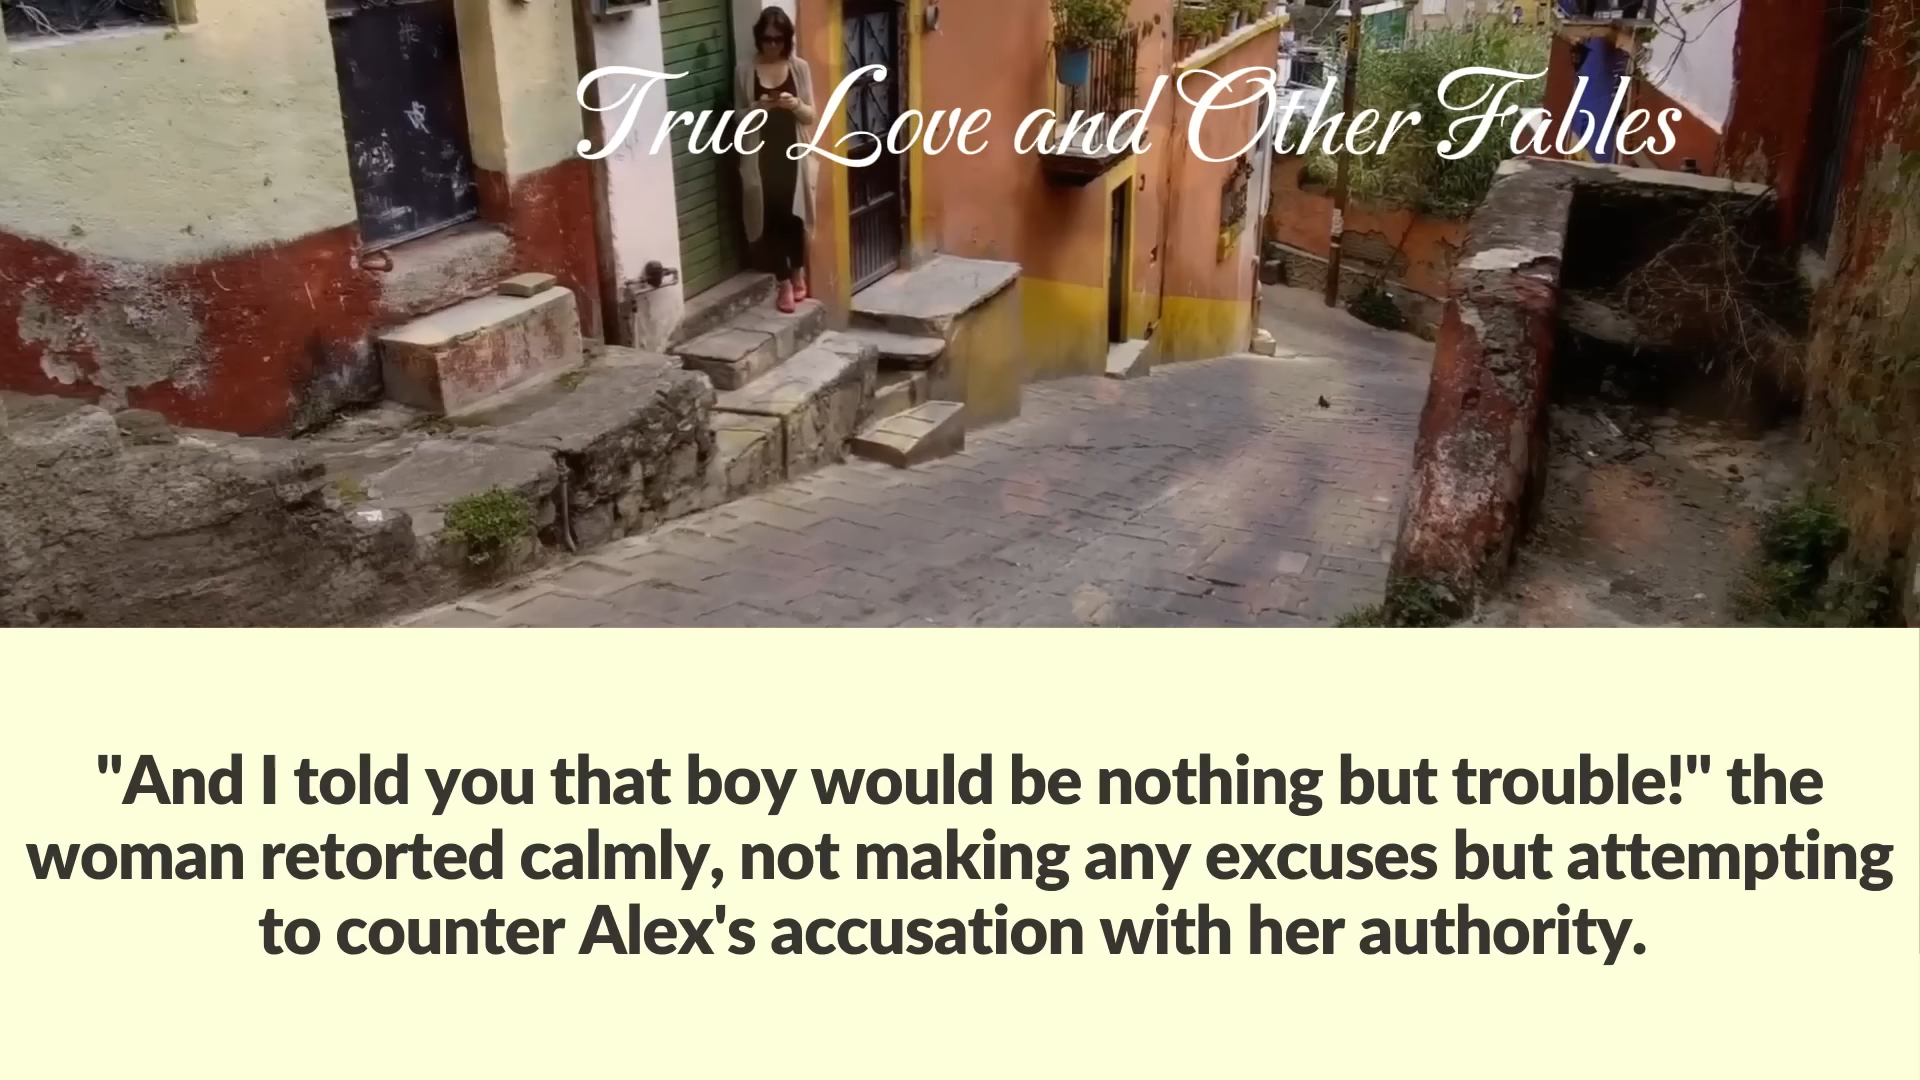 True Love and Other Fables
"And I told you that boy would be nothing but trouble!" the
woman retorted calmly, not making any excuses but attempting
to counter Alex's accusation with her authority.